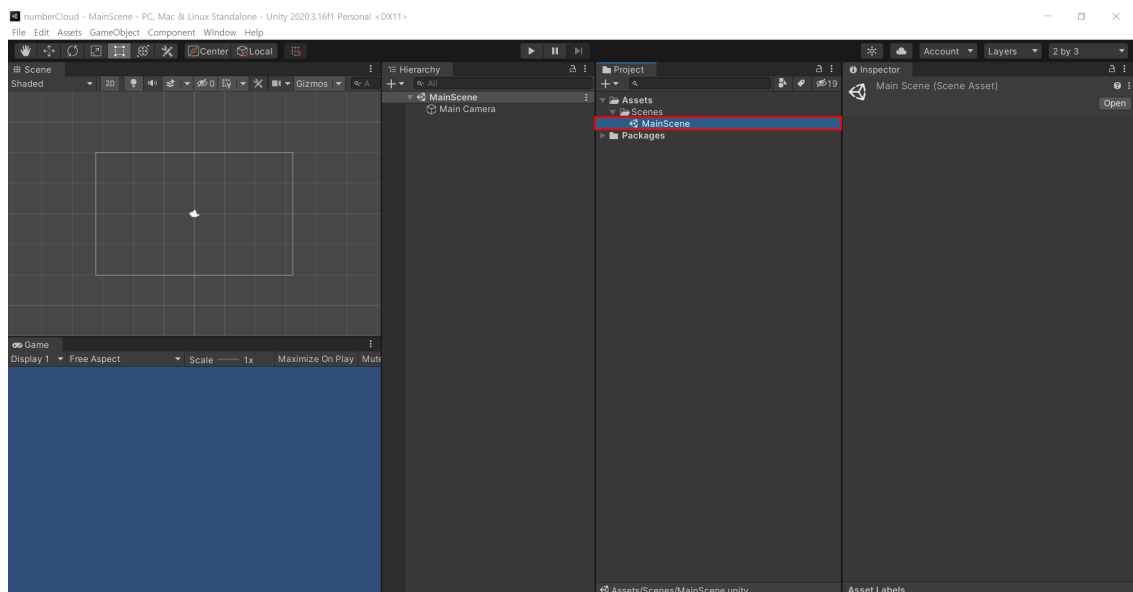 numberCloud - MainScene - PC, Mac & Linux Standalone - Unity 2020.3.16f1 Personal <DX11>
File Edit Assets GameObject Component Window Help
Center Local
Account Layers 2 by 3
Scene
Shaded 2D 0 Gizmos A
Hierarchy
All
MainScene
Main Camera
Project
19
Assets
Scenes
MainScene
Packages
Assets/Scenes/MainScene.unity
Inspector
Main Scene (Scene Asset)
Open
Asset Labels
Game
Display 1 Free Aspect Scale 1x Maximize On Play Mute